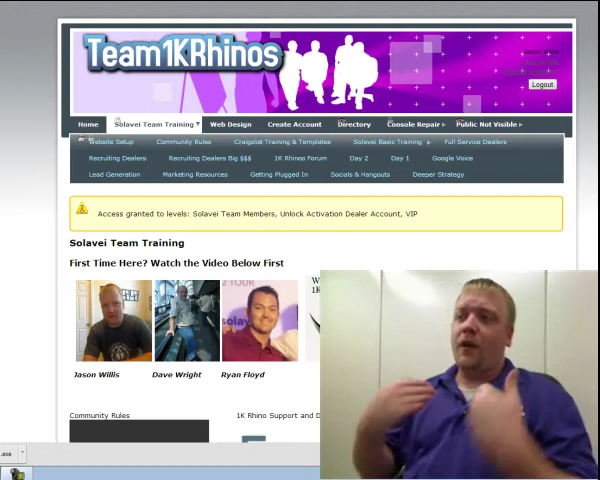 Team1KRhinos
Logout
Home Solavei Team Training Web Design Create Account Directory Console Repair Public Not Visible
Website Setup Community Rules Craigslist Training & Templates Solavei Basic Training Full Service Dealers
Recruiting Dealers Recruiting Dealers Big $$$ 1K Rhinos Forum Day 2 Day 1 Google Voice
Lead Generation Marketing Resources Getting Plugged In Socials & Hangouts Deeper Strategy
Access granted to levels: Solavei Team Members, Unlock Activation Dealer Account, VIP
Solavei Team Training
First Time Here? Watch the Video Below First
2 TOUR
W
1K
Jason Willis Dave Wright Ryan Floyd
Community Rules 1K Rhino Support and D
.exe